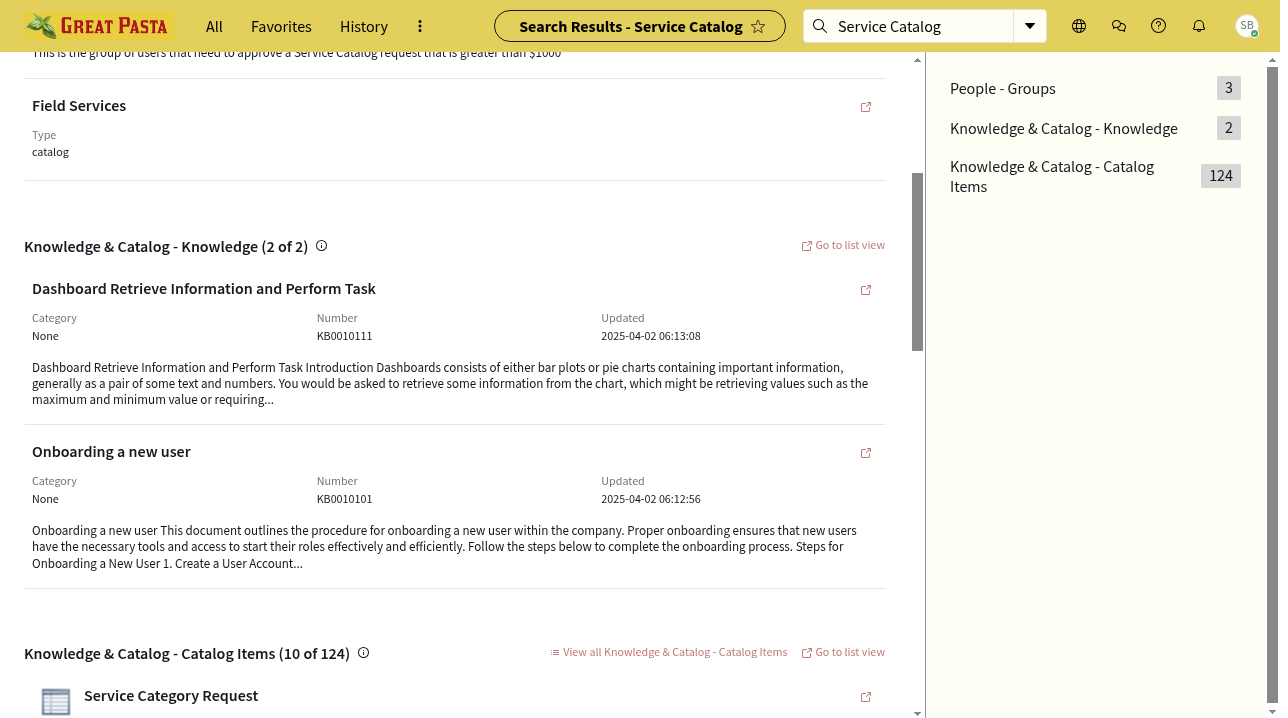 GREAT PASTA
All
Favorites
History
Search Results - Service Catalog
Service Catalog
SB
This is the group of users that need to approve a Service Catalog request that is greater than $1000
Field Services
Type
catalog
Knowledge & Catalog - Knowledge (2 of 2)
Go to list view
Dashboard Retrieve Information and Perform Task
Category Number Updated
None KB0010111 2025-04-02 06:13:08
Dashboard Retrieve Information and Perform Task Introduction Dashboards consists of either bar plots or pie charts containing important information,
generally as a pair of some text and numbers. You would be asked to retrieve some information from the chart, which might be retrieving values such as the
maximum and minimum value or requiring...
Onboarding a new user
Category Number Updated
None KB0010101 2025-04-02 06:12:56
Onboarding a new user This document outlines the procedure for onboarding a new user within the company. Proper onboarding ensures that new users
have the necessary tools and access to start their roles effectively and efficiently. Follow the steps below to complete the onboarding process. Steps for
Onboarding a New User 1. Create a User Account...
Knowledge & Catalog - Catalog Items (10 of 124)
View all Knowledge & Catalog - Catalog Items
Go to list view
Service Category Request
People - Groups 3
Knowledge & Catalog - Knowledge 2
Knowledge & Catalog - Catalog
Items 124